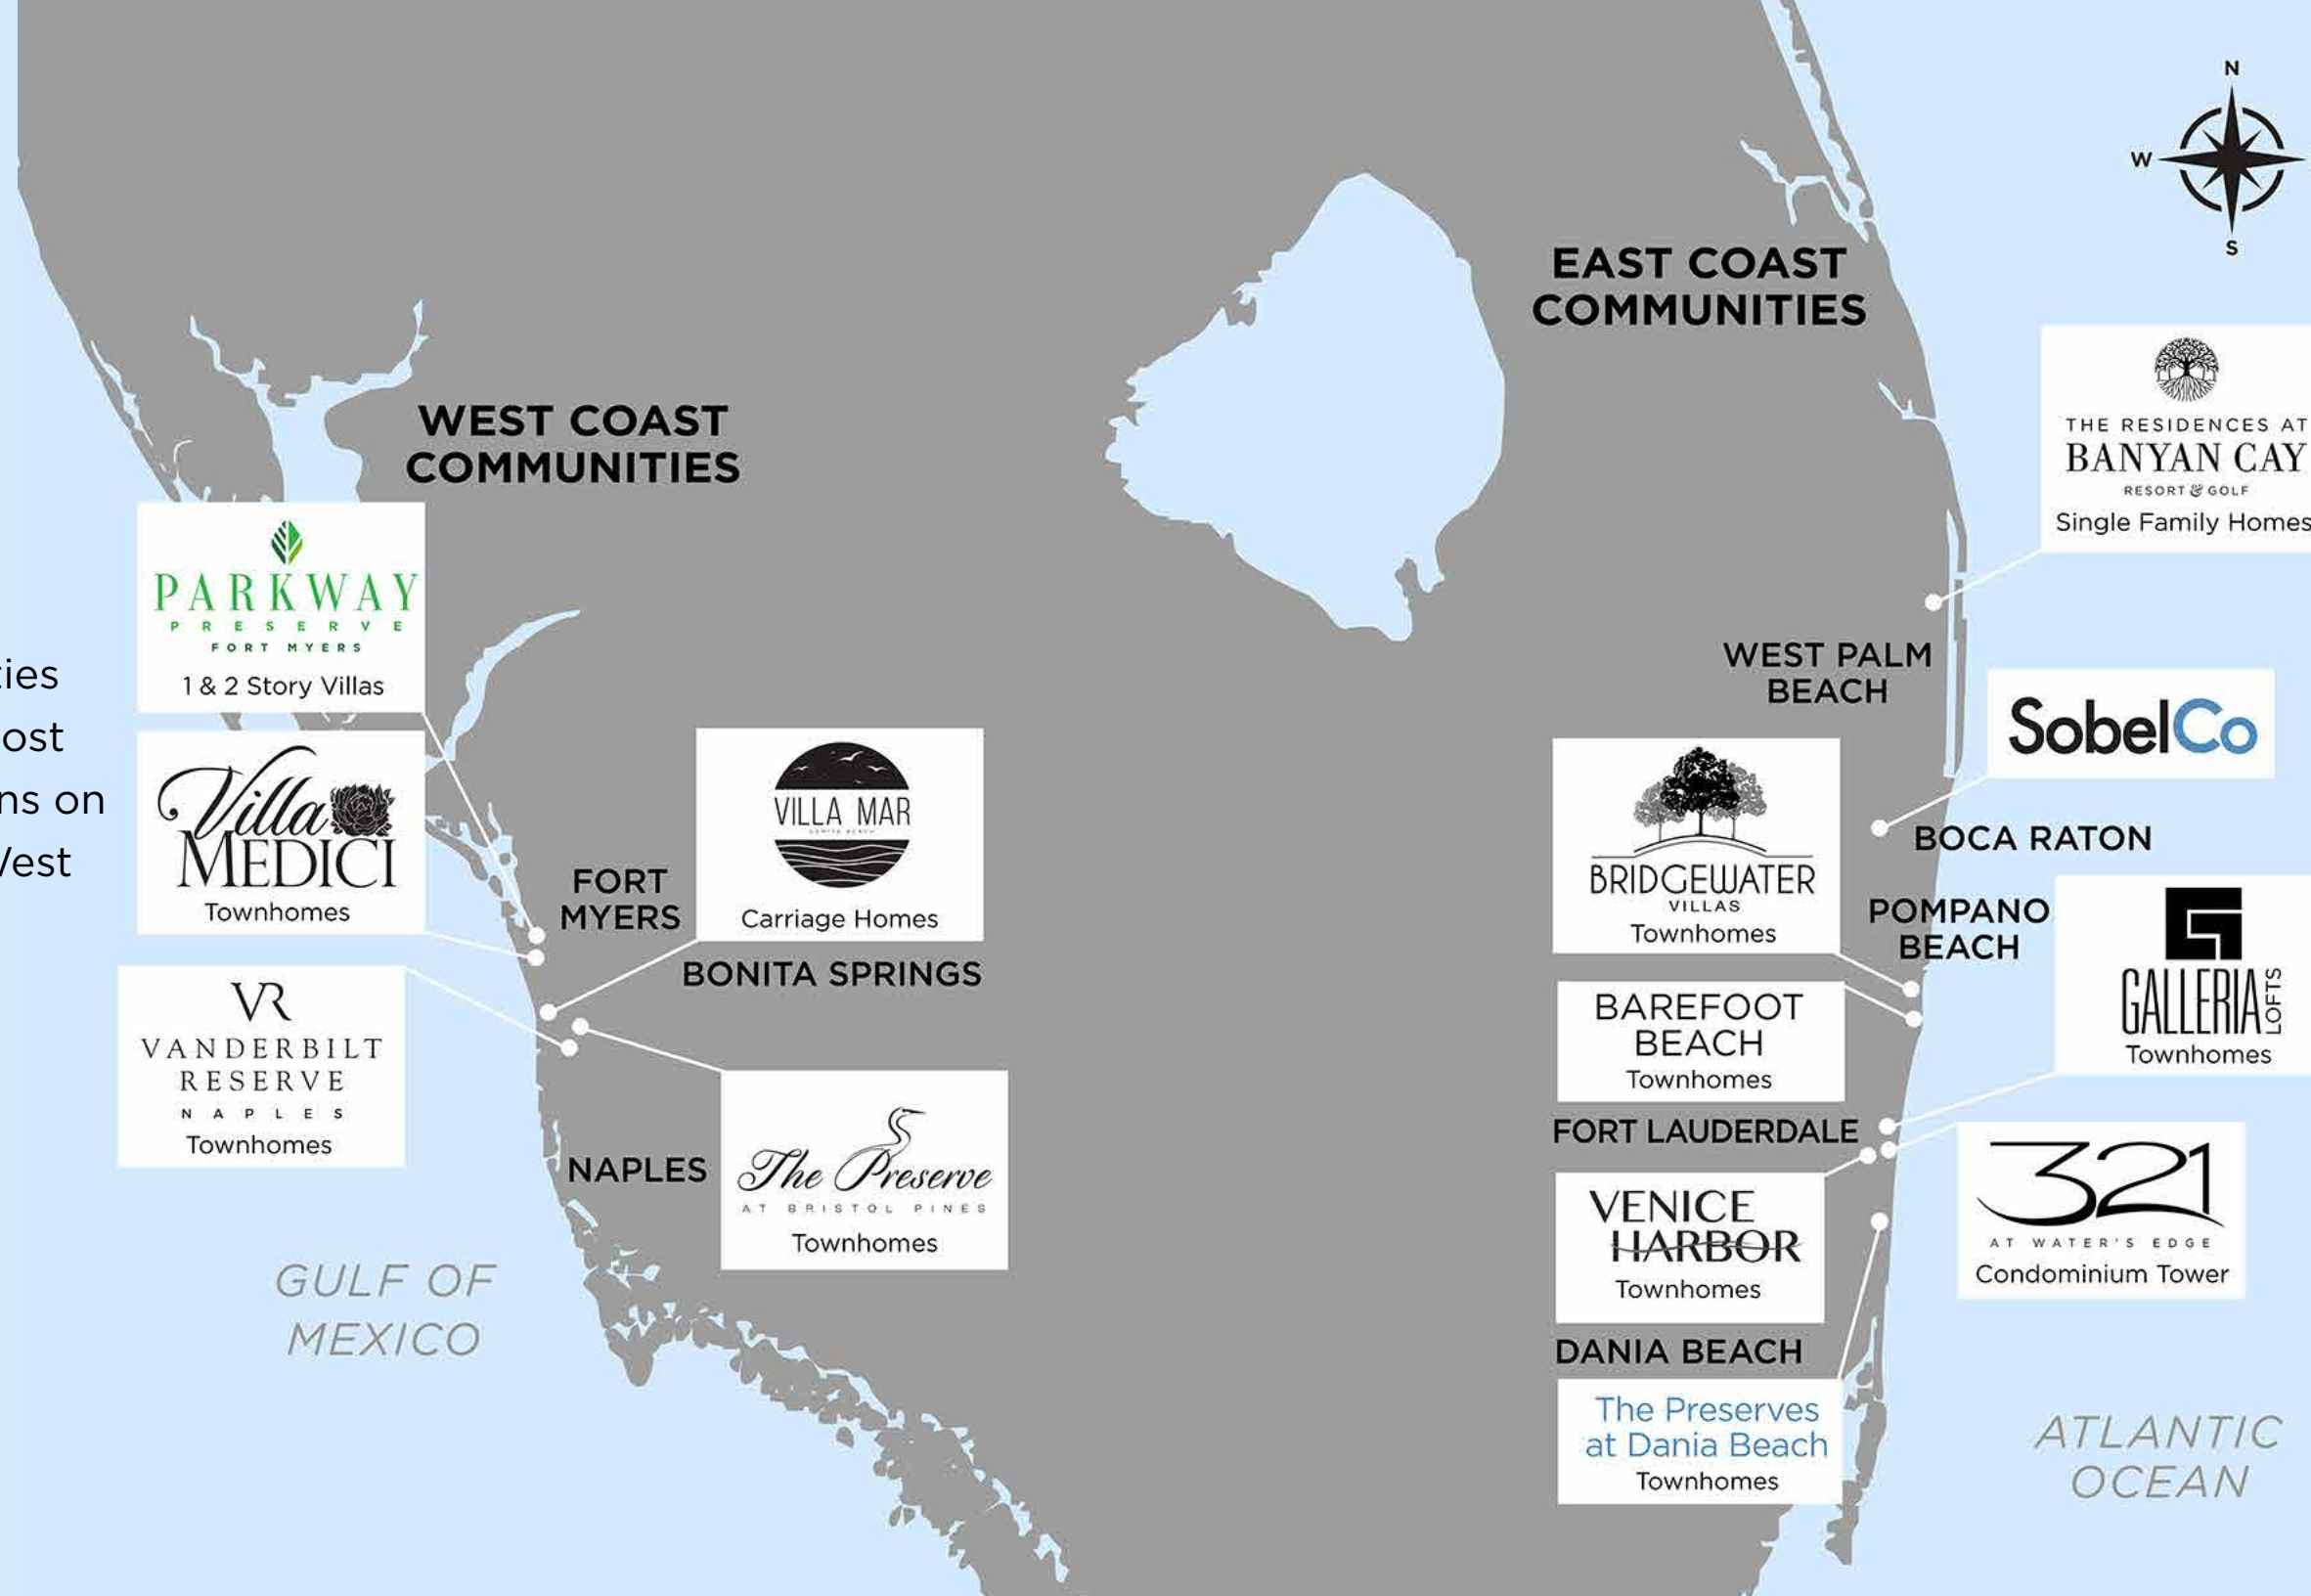 N
W
S
EAST COAST
COMMUNITIES
THE RESIDENCES AT
BANYAN CAY
RESORT & GOLF
Single Family Homes
WEST COAST
COMMUNITIES
PARKWAY
PRESERVE
FORT MYERS
1 & 2 Story Villas
ties
ost
ns on
Vest
Villa
MEDICI
Townhomes
VILLA MAR
BONITA BEACH
Carriage Homes
FORT
MYERS
BONITA SPRINGS
VR
VANDERBILT
RESERVE
NAPLES
Townhomes
NAPLES
The Preserve
AT BRISTOL PINES
Townhomes
GULF OF
MEXICO
WEST PALM
BEACH
SobelCo
BOCA RATON
BRIDGEWATER
VILLAS
Townhomes
POMPANO
BEACH
GALLERIA
LOFTS
Townhomes
BAREFOOT
BEACH
Townhomes
FORT LAUDERDALE
321
AT WATER'S EDGE
Condominium Tower
VENICE
HARBOR
Townhomes
DANIA BEACH
The Preserves
at Dania Beach
Townhomes
ATLANTIC
OCEAN